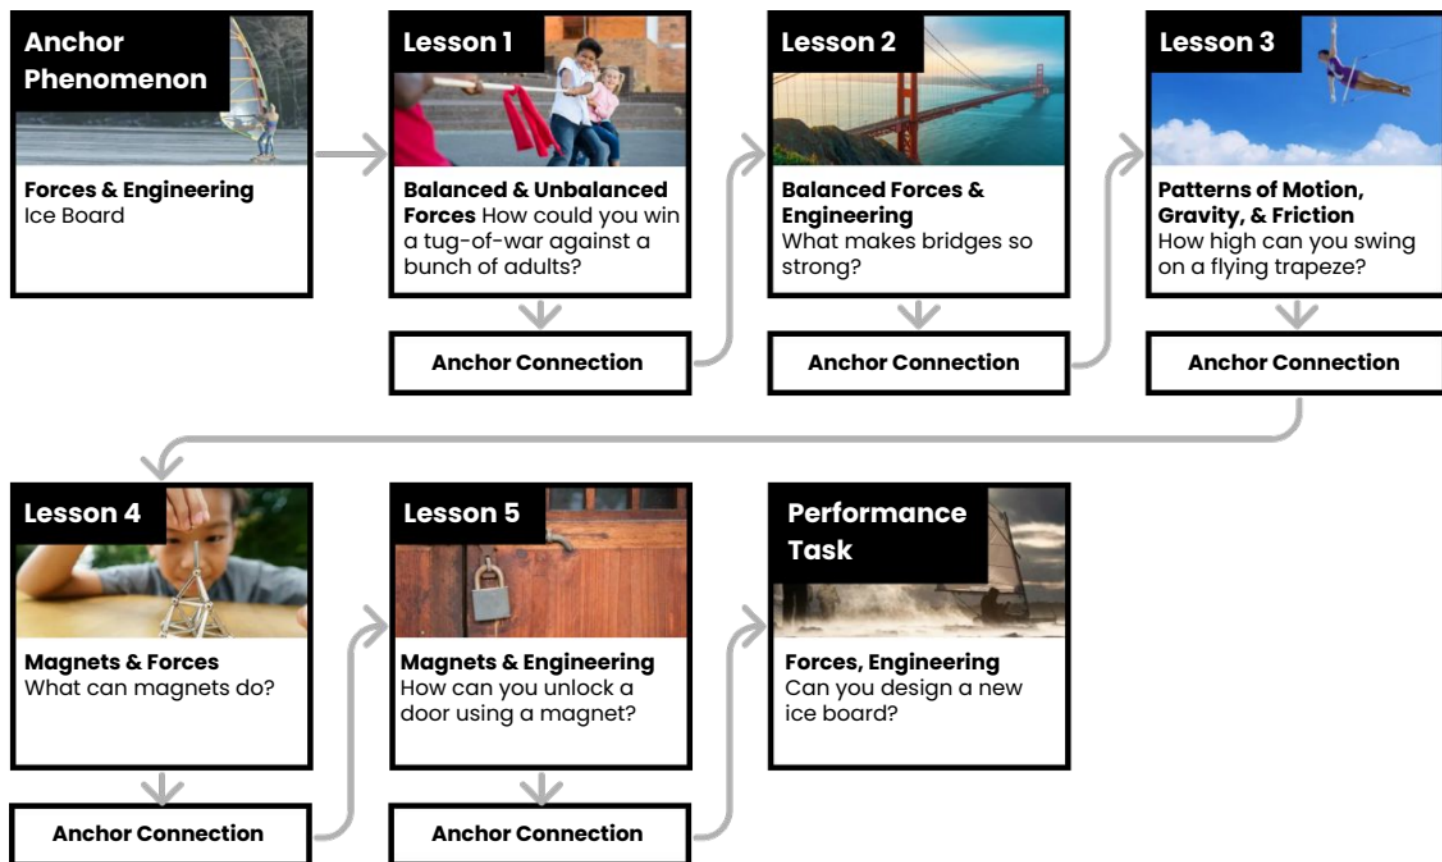 Anchor
Phenomenon
Forces & Engineering
Ice Board
Lesson 1
Balanced & Unbalanced
Forces How could you win
a tug-of-war against a
bunch of adults?
Anchor Connection
Lesson 2
Balanced Forces &
Engineering
What makes bridges so
strong?
Anchor Connection
Lesson 3
Patterns of Motion,
Gravity, & Friction
How high can you swing
on a flying trapeze?
Anchor Connection
Lesson 4
Magnets & Forces
What can magnets do?
Anchor Connection
Lesson 5
Magnets & Engineering
How can you unlock a
door using a magnet?
Anchor Connection
Performance
Task
Forces, Engineering
Can you design a new
ice board?